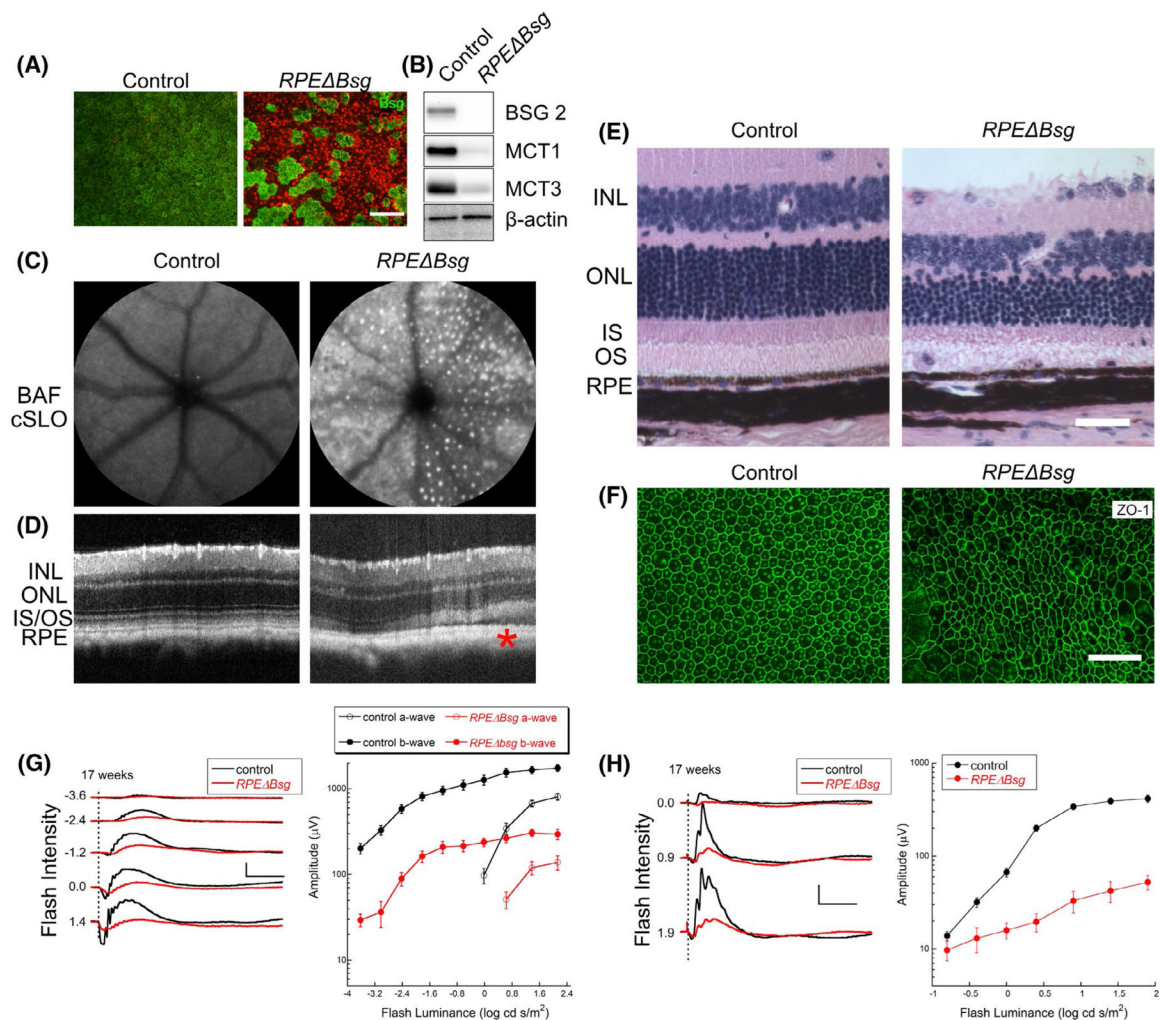 (A)
Control
RPEΔBsg
Bsg
Cre
(B)
Control
RPEΔBsg
BSG 2
MCT1
MCT3
β-actin
(C)
Control
RPEΔBsg
BAF
cSLO
(D)
INL
ONL
IS/OS
RPE
*
(E)
Control
RPEΔBsg
INL
ONL
IS
OS
RPE
(F)
Control
RPEΔBsg
ZO-1
(G)
17 weeks
control
RPEΔBsg
Flash Intensity
-3.6
-2.4
-1.2
0.0
1.4
control a-wave
RPEΔBsg a-wave
control b-wave
RPEΔbsg b-wave
Amplitude (μV)
1000
100
10
-4 -3.2 -2.4 -1.6 -0.8 0 0.8 1.6 2.4
Flash Luminance (log cd s/m²)
(H)
17 weeks
control
RPEΔBsg
Flash Intensity
0.0
0.9
1.9
control
RPEΔBsg
Amplitude (μV)
1000
100
10
-1 -0.5 0 0.5 1 1.5 2
Flash Luminance (log cd s/m²)